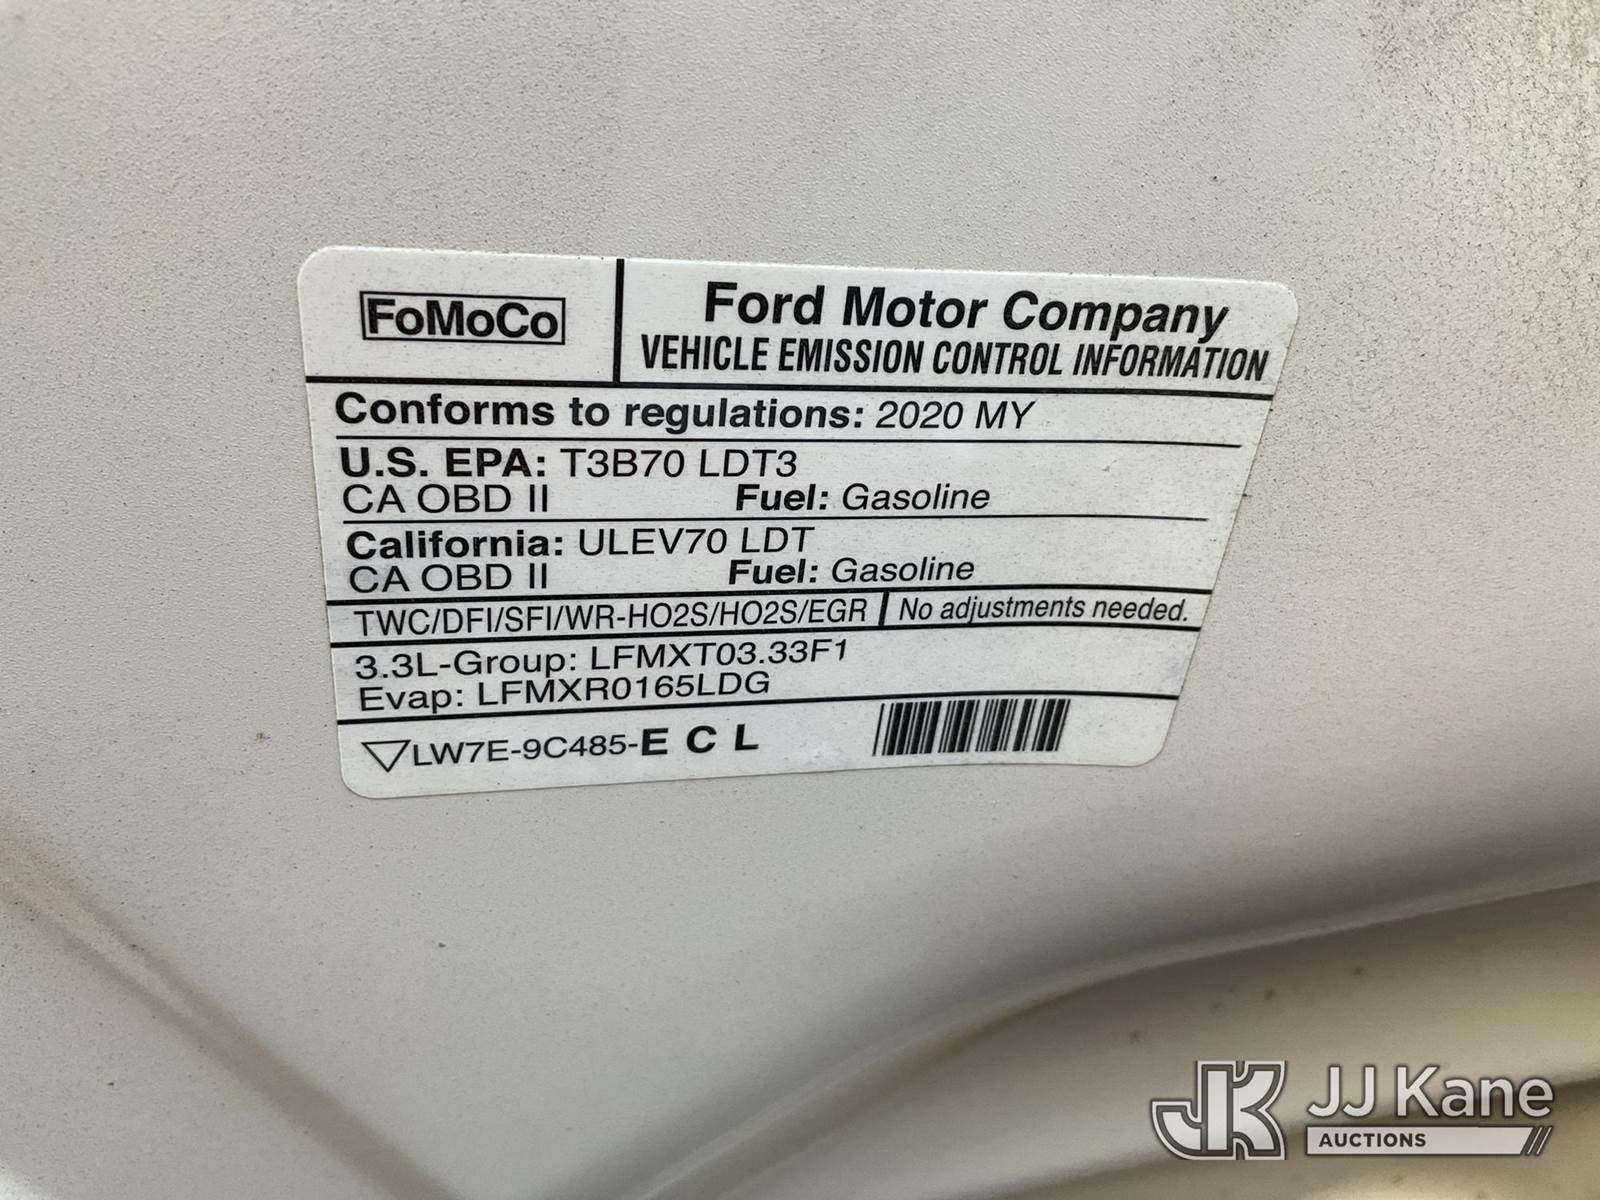 FoMoCo
Ford Motor Company
VEHICLE EMISSION CONTROL INFORMATION
Conforms to regulations: 2020 MY
U.S. EPA: T3B70 LDT3
CA OBD II Fuel: Gasoline
California: ULEV70 LDT
CA OBD II Fuel: Gasoline
TWC/DFI/SFI/WR-HO2S/HO2S/EGR No adjustments needed.
3.3L-Group: LFMXT03.33F1
Evap: LFMXR0165LDG
LW7E-9C485-E C L
JK JJ Kane
AUCTIONS